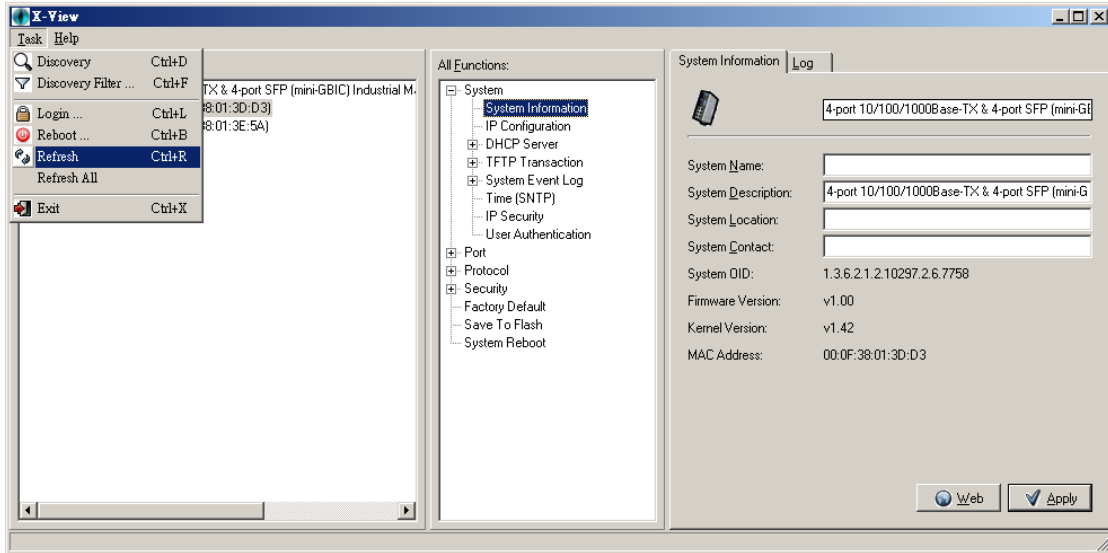 X-View
Task Help
Discovery Ctrl+D
Discovery Filter ... Ctrl+F
Login ... Ctrl+L
Reboot ... Ctrl+B
Refresh Ctrl+R
Refresh All
Exit Ctrl+X
TX & 4-port SFP (mini-GBIC) Industrial M
8:01:3D:D3)
38:01:3E:5A)
All Functions:
System
System Information
IP Configuration
DHCP Server
TFTP Transaction
System Event Log
Time (SNTP)
IP Security
User Authentication
Port
Protocol
Security
Factory Default
Save To Flash
System Reboot
System Information Log
4-port 10/100/1000Base-TX & 4-port SFP (mini-GE
System Name:
System Description: 4-port 10/100/1000Base-TX & 4-port SFP (mini-G
System Location:
System Contact:
System OID: 1.3.6.2.1.2.10297.2.6.7758
Firmware Version: v1.00
Kernel Version: v1.42
MAC Address: 00:0F:38:01:3D:D3
Web Apply